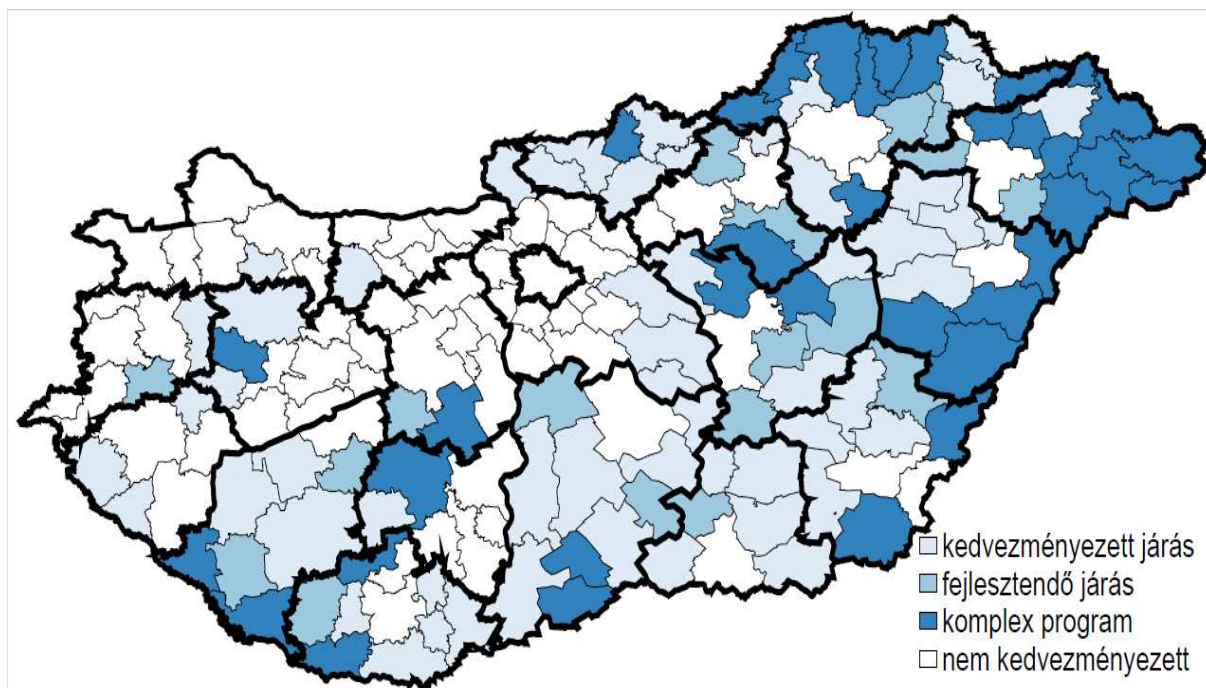 kedvezményezett járás
fejlesztendő járás
komplex program
nem kedvezményezett